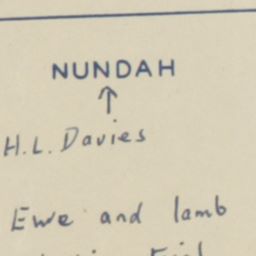 NUNDAH
↑
H.L. Davies
Ewe and lamb